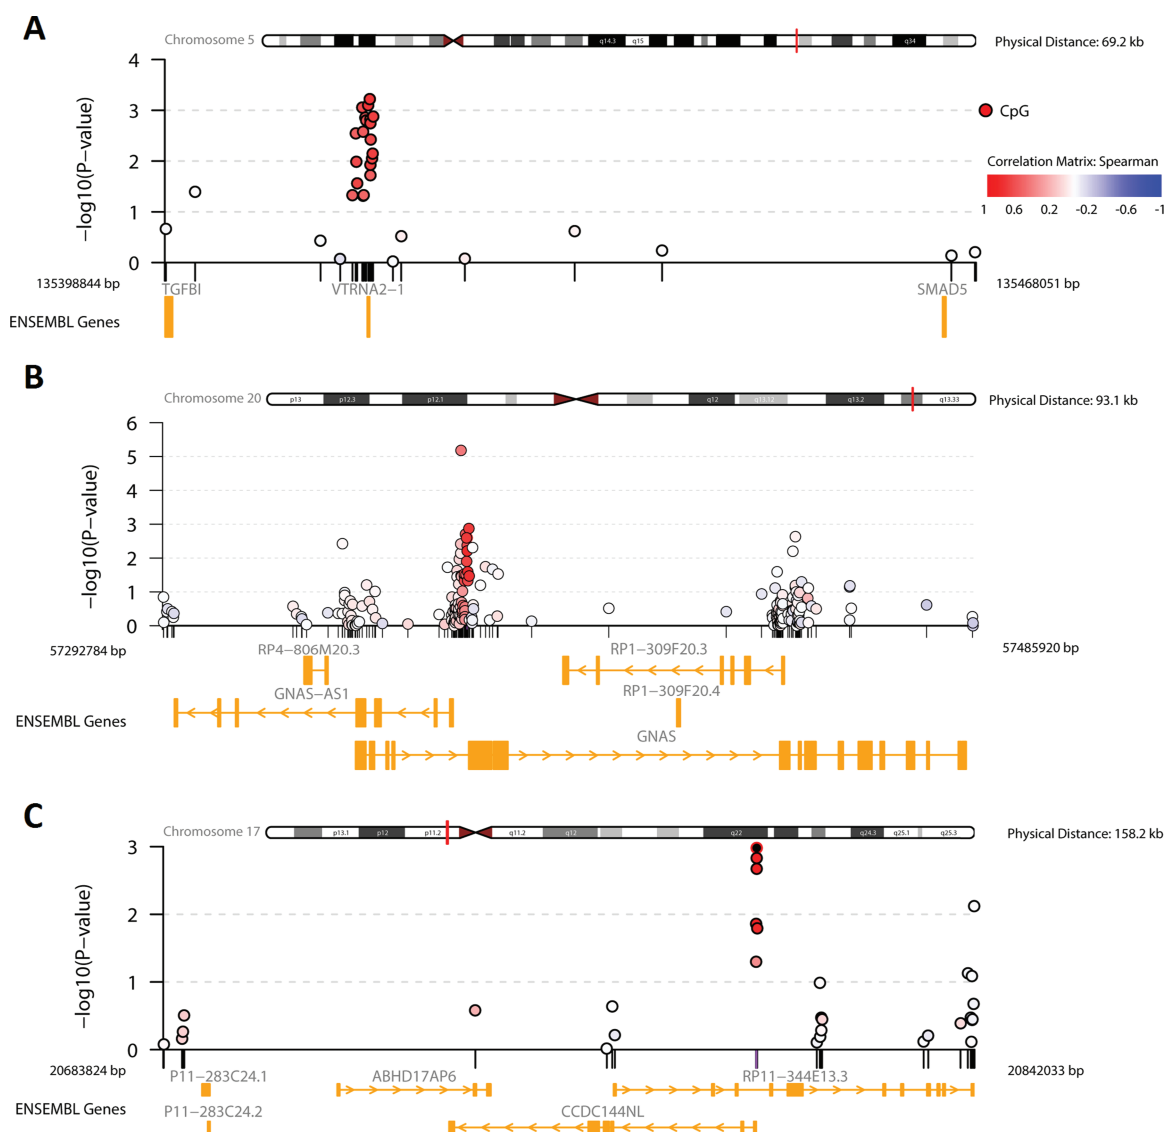 A
Chromosome 5
q14.3 q15 q34
Physical Distance: 69.2 kb
4
3
2
1
0
−log10(P−value)
CpG
Correlation Matrix: Spearman
1 0.6 0.2 -0.2 -0.6 -1
135398844 bp
135468051 bp
TGFBI VTRNA2−1 SMAD5
ENSEMBL Genes
B
Chromosome 20
p13 p12.3 p12.1 q12 q13.12 q13.2 q13.33
Physical Distance: 93.1 kb
6
5
4
3
2
1
0
−log10(P−value)
57292784 bp
57485920 bp
RP4−806M20.3 RP1−309F20.3
GNAS−AS1 RP1−309F20.4
ENSEMBL Genes
GNAS
C
Chromosome 17
p13.1 p12 p11.2 q11.2 q12 q22 q24.3 q25.1 q25.3
Physical Distance: 158.2 kb
3
2
1
0
−log10(P−value)
20683824 bp
20842033 bp
P11−283C24.1 ABHD17AP6 RP11−344E13.3
ENSEMBL Genes
P11−283C24.2 CCDC144NL